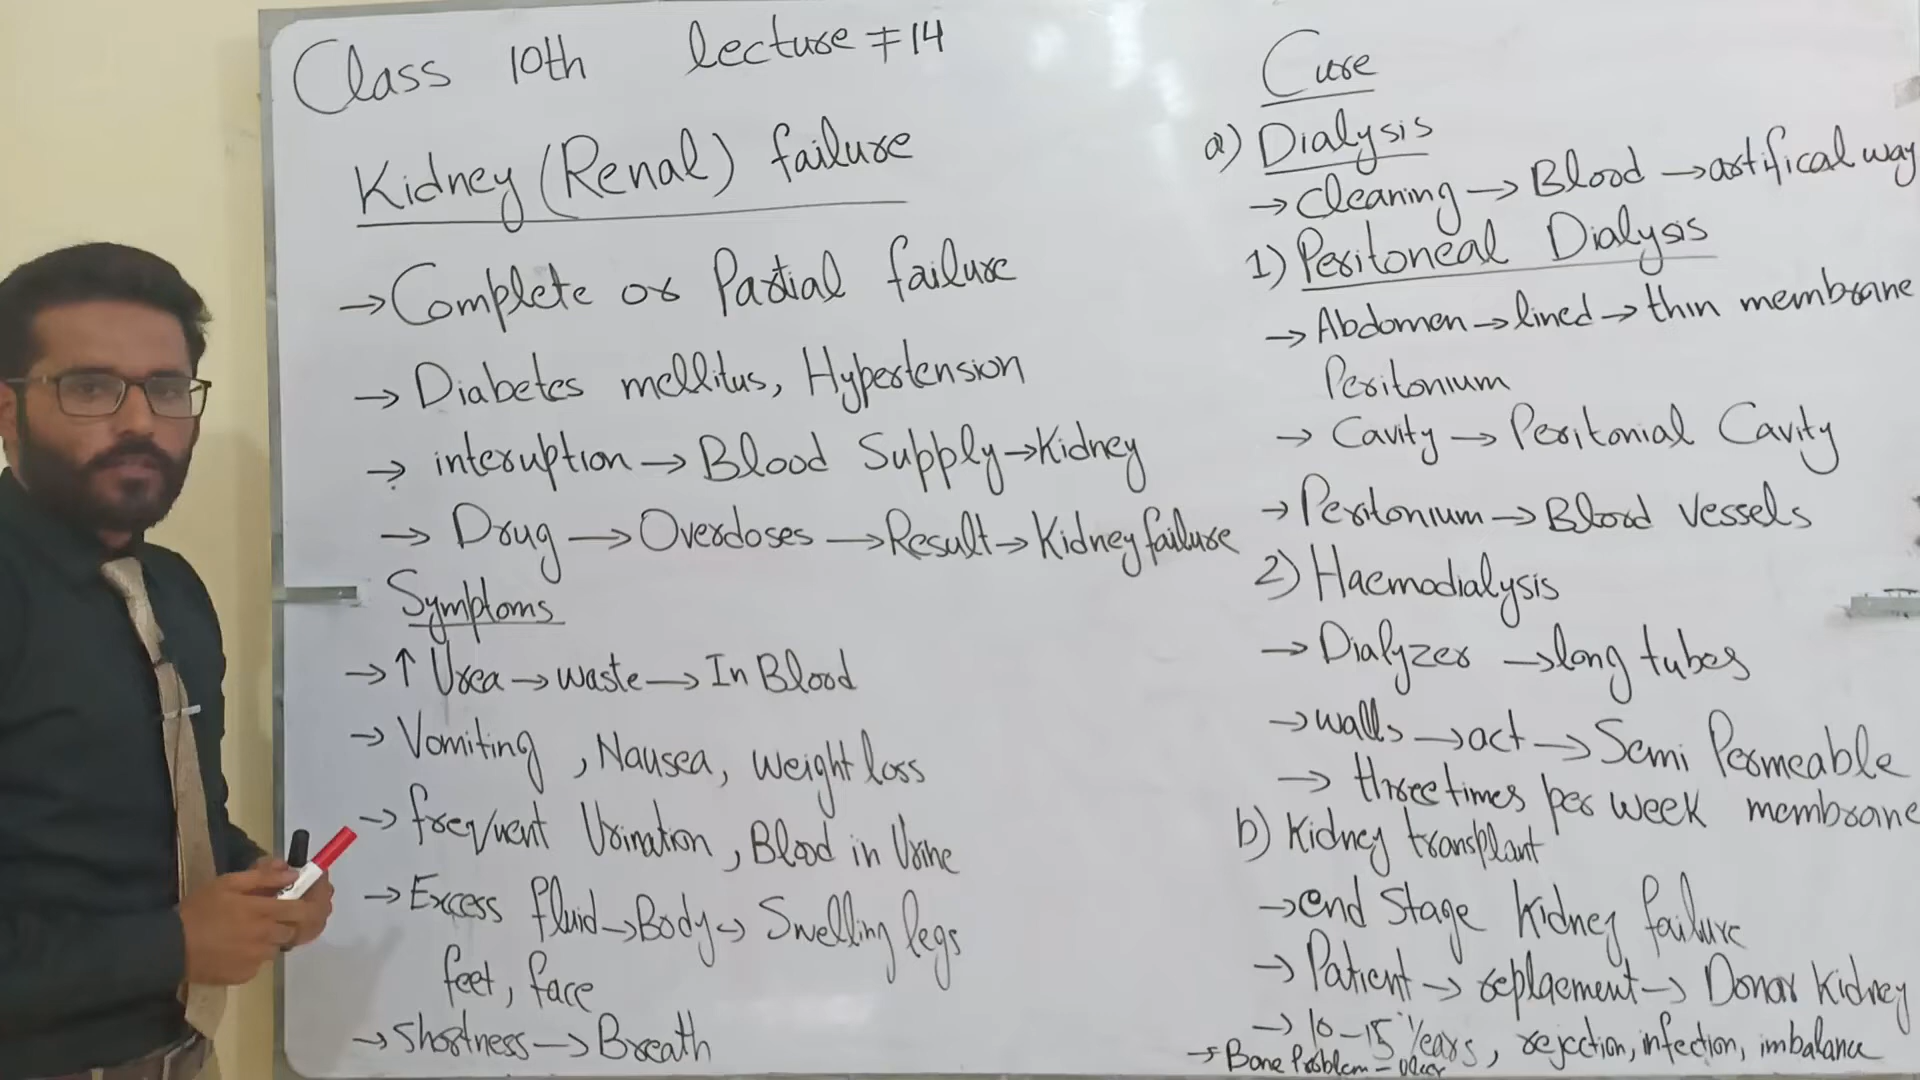 Class 10th lecture #14
Kidney (Renal) failure
→ Complete or Partial failure
→ Diabetes mellitus, Hypertension
→ interuption → Blood Supply → Kidney
→ Drug → Overdoses → Result → Kidney failure
Symptoms
→ ↑ Urea → waste → In Blood
→ Vomiting, Nausea, Weight loss
→ frequent Urination, Blood in Urine
→ Excess fluid → Body → Swelling legs
feet, face
→ Shortness → Breath
Cure
a) Dialysis
→ Cleaning → Blood → artifical way
1) Peritoneal Dialysis
→ Abdomen → lined → thin membrane
Peritonium
→ Cavity → Peritonial Cavity
→ Peritonium → Blood Vessels
2) Haemodialysis
→ Dialyzer → long tubes
→ walls → act → Semi Permeable
membrane
→ three times per week
b) Kidney transplant
→ end Stage Kidney failure
→ Patient → replaement → Donar Kidney
→ 10-15 Years, rejection, infection, imbalance
→ Bone Problem - Ulcer